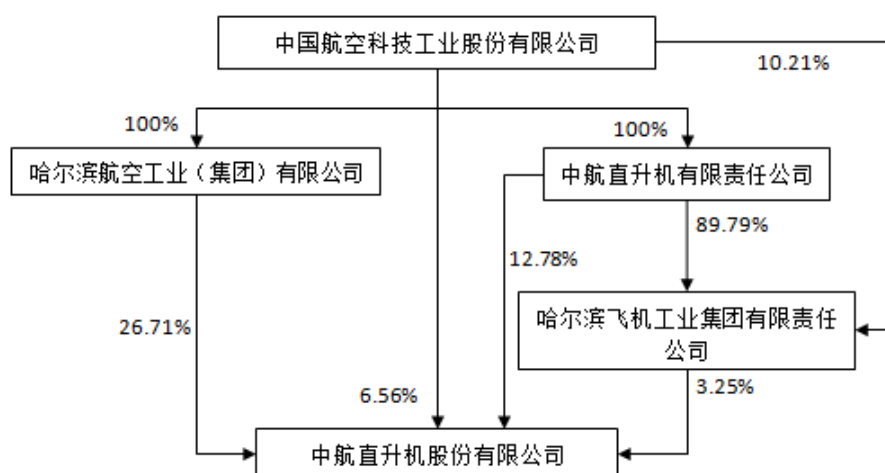 中国航空科技工业股份有限公司
10.21%
100%
100%
哈尔滨航空工业（集团）有限公司
中航直升机有限责任公司
89.79%
12.78%
26.71%
哈尔滨飞机工业集团有限责任
公司
6.56%
3.25%
中航直升机股份有限公司